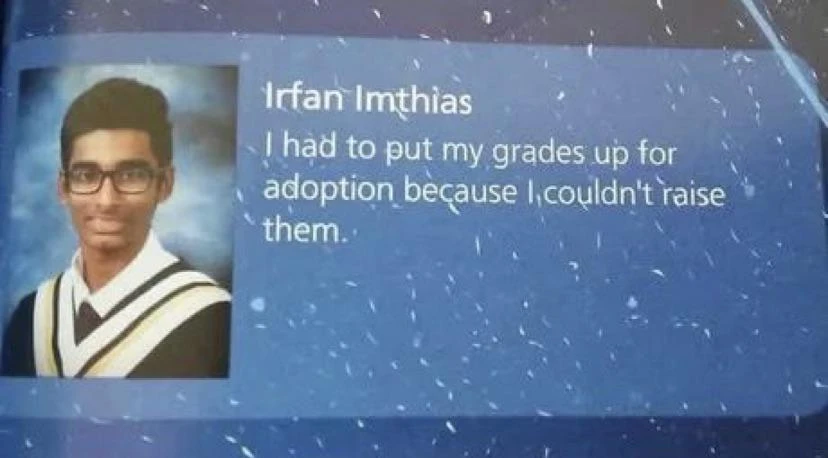 Irfan Imthias
I had to put my grades up for
adoption because I couldn't raise
them.